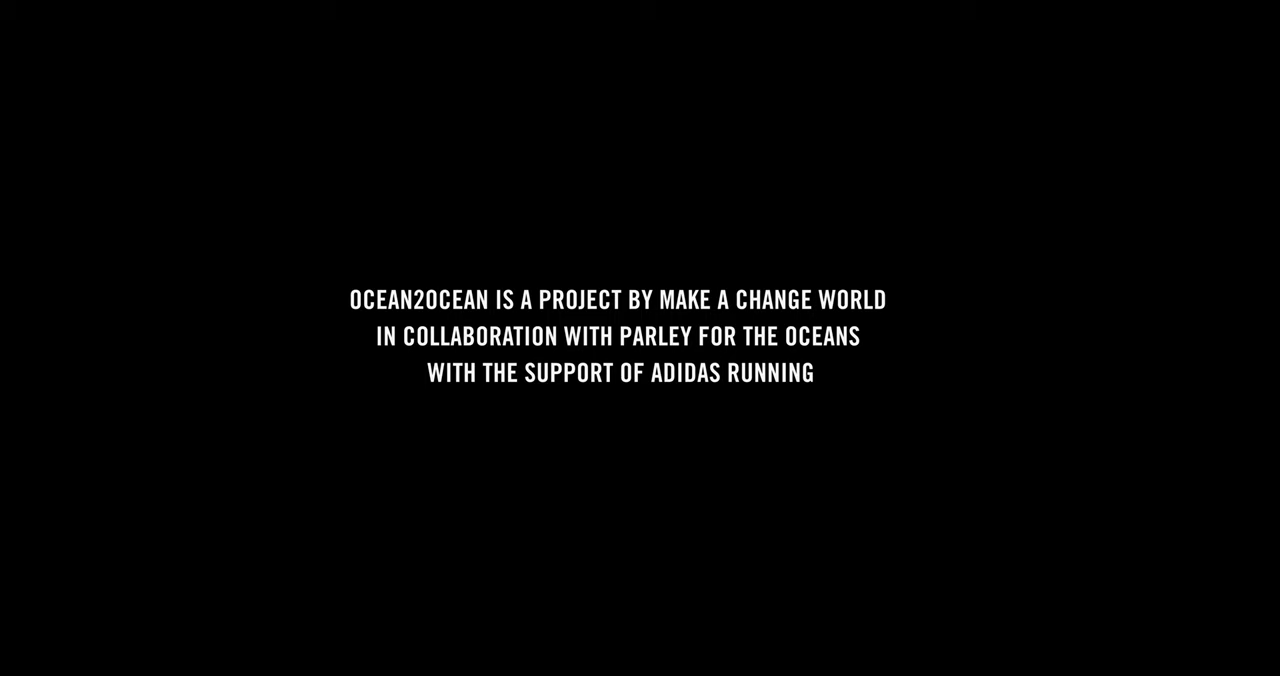 OCEAN2OCEAN IS A PROJECT BY MAKE A CHANGE WORLD
IN COLLABORATION WITH PARLEY FOR THE OCEANS
WITH THE SUPPORT OF ADIDAS RUNNING